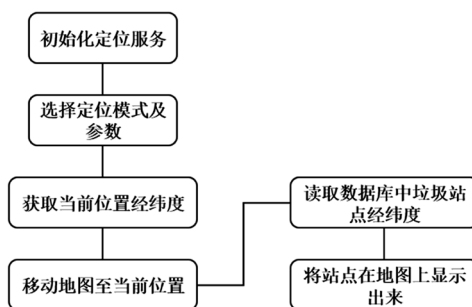 初始化定位服务
选择定位模式及
参数
获取当前位置经纬度
移动地图至当前位置
读取数据库中垃圾站
点经纬度
将站点在地图上显示
出来